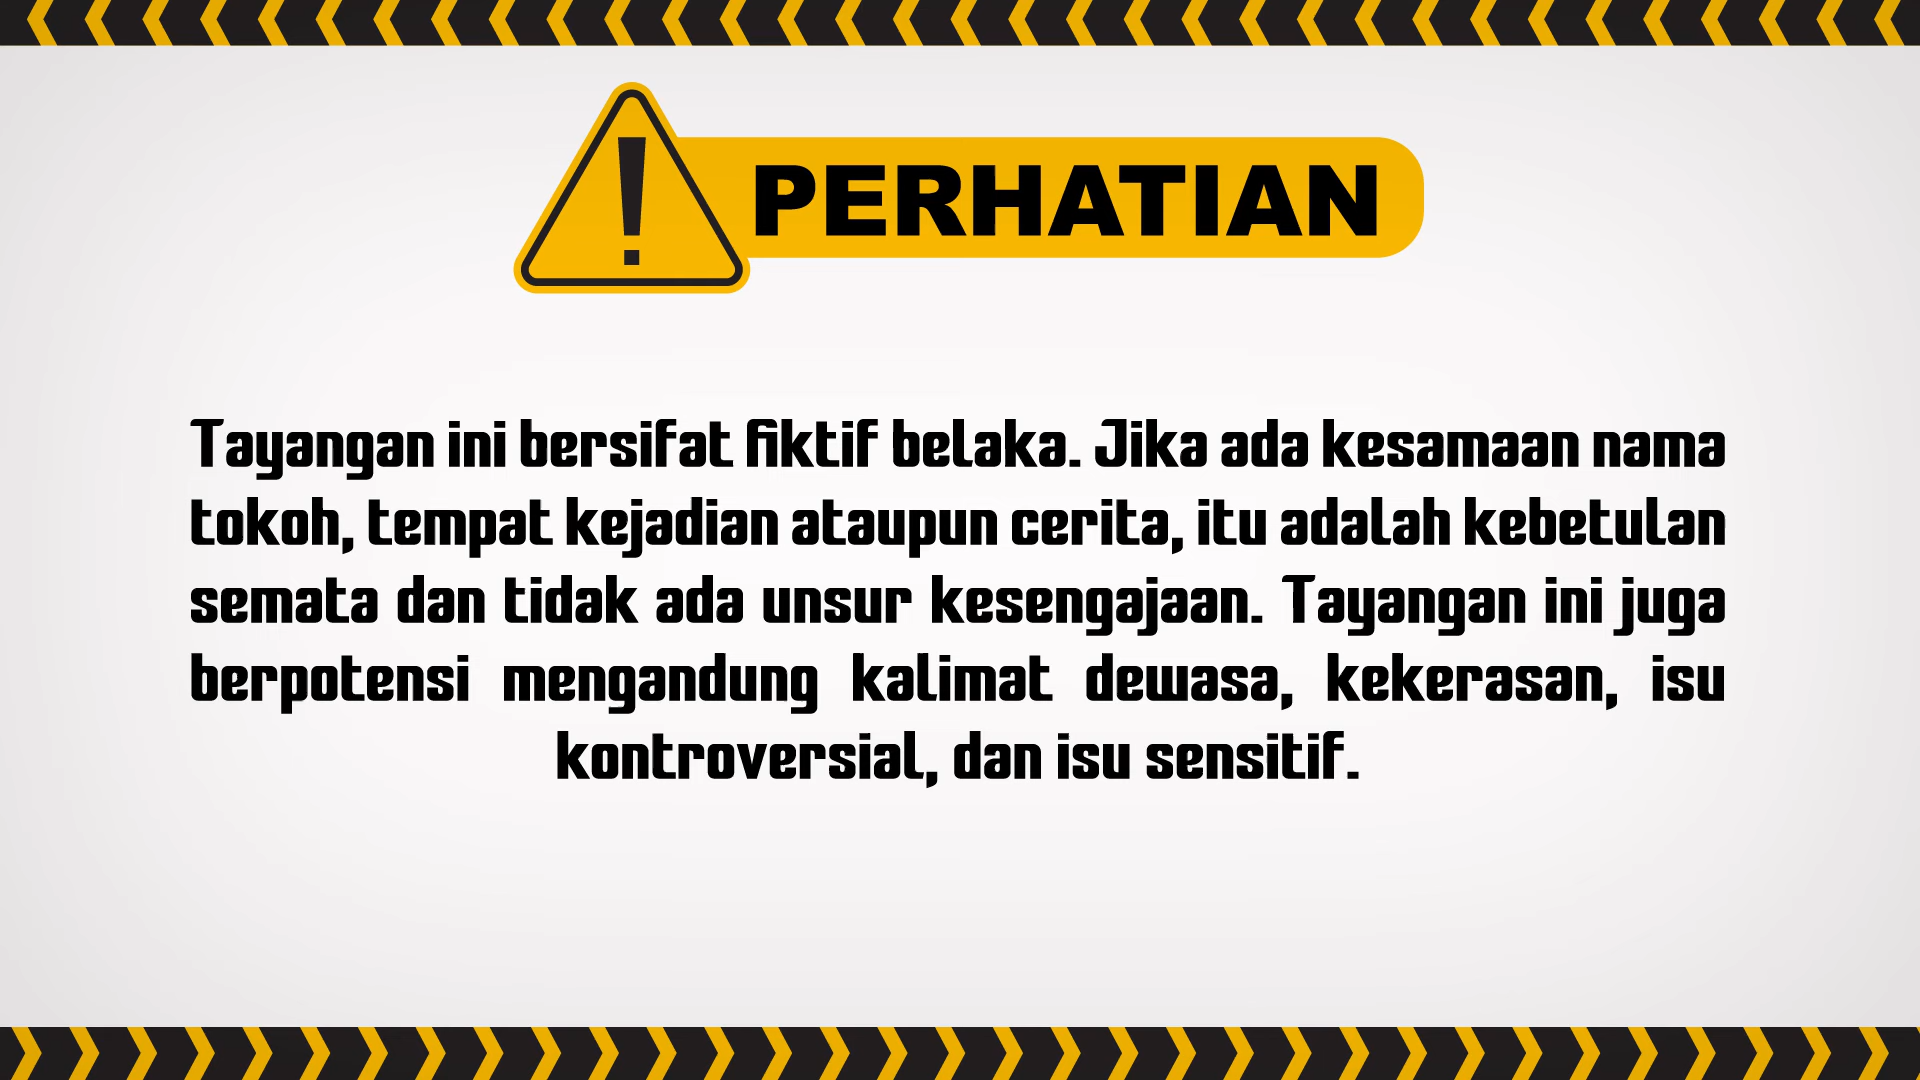 PERHATIAN
Tayangan ini bersifat fiktif belaka. Jika ada kesamaan nama
tokoh, tempat kejadian ataupun cerita, itu adalah kebetulan
semata dan tidak ada unsur kesengajaan. Tayangan ini juga
berpotensi mengandung kalimat dewasa, kekerasan, isu
kontroversial, dan isu sensitif.